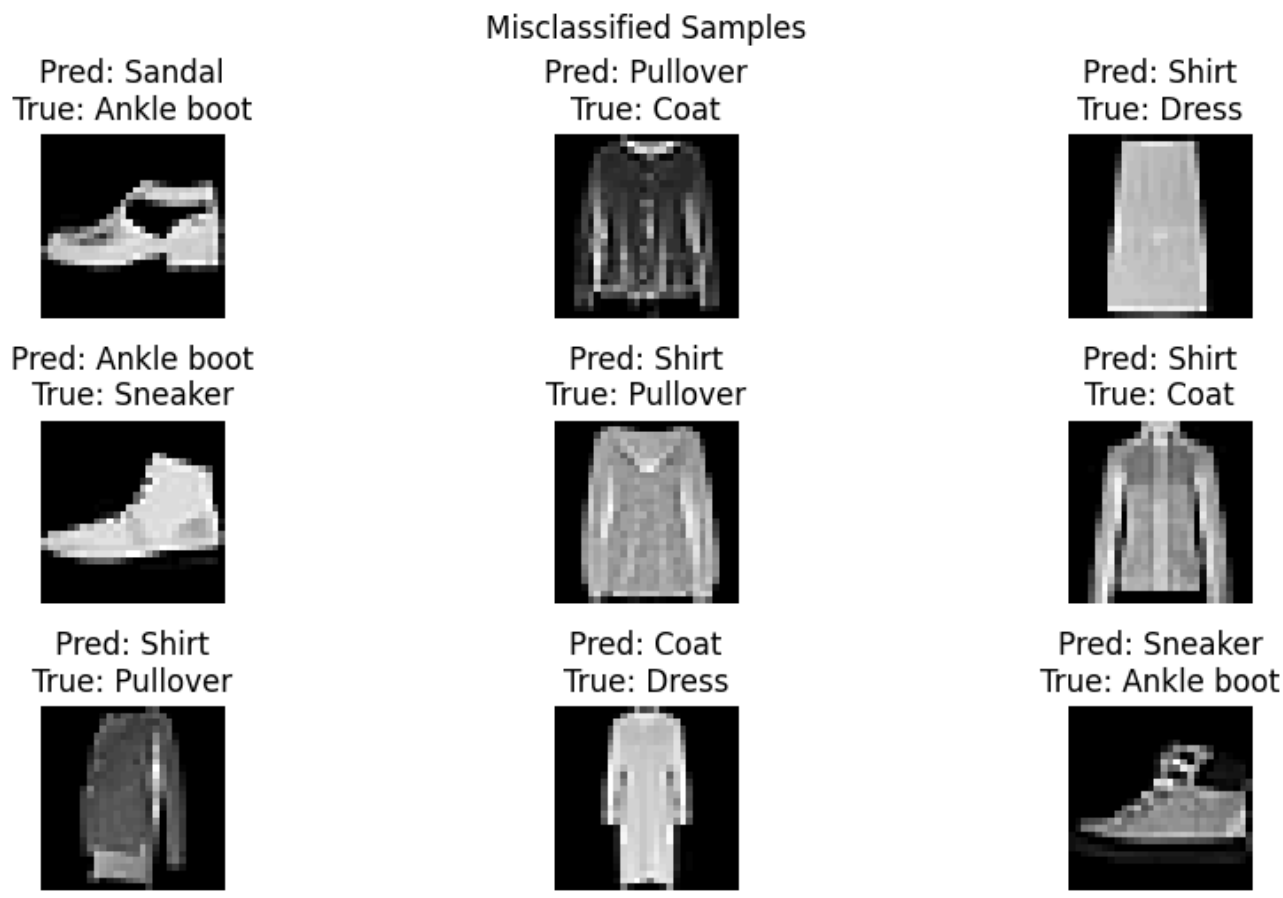 Misclassified Samples
Pred: Sandal
True: Ankle boot
Pred: Pullover
True: Coat
Pred: Shirt
True: Dress
Pred: Ankle boot
True: Sneaker
Pred: Shirt
True: Pullover
Pred: Shirt
True: Coat
Pred: Shirt
True: Pullover
Pred: Coat
True: Dress
Pred: Sneaker
True: Ankle boot